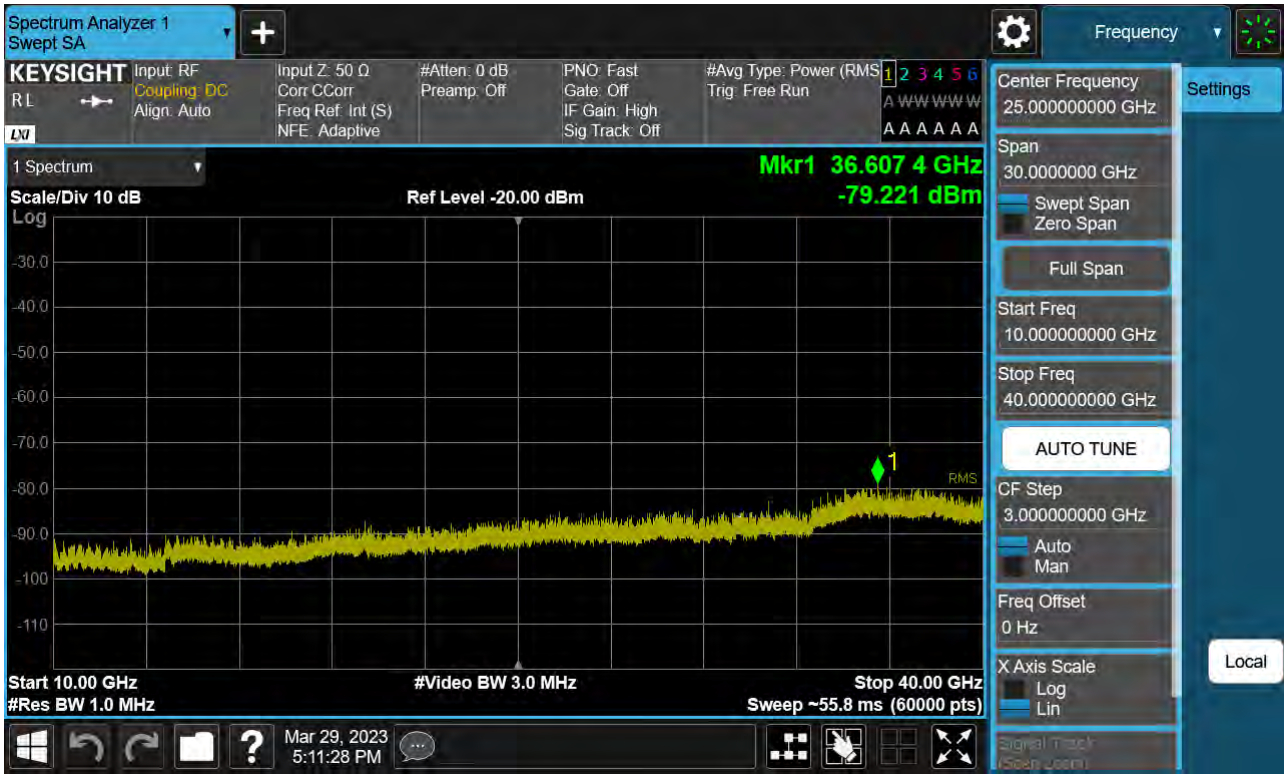 Spectrum Analyzer 1
Swept SA
+
Frequency
KEYSIGHT
RL
LXI
Input: RF
Coupling: DC
Align: Auto
Input Z: 50 Ω
Corr CCorr
Freq Ref: Int (S)
NFE: Adaptive
#Atten: 0 dB
Preamp: Off
PNO: Fast
Gate: Off
IF Gain: High
Sig Track: Off
#Avg Type: Power (RMS
Trig: Free Run
1 2 3 4 5 6
A W W W W W
A A A A A A
1 Spectrum
Scale/Div 10 dB
Ref Level -20.00 dBm
Mkr1 36.607 4 GHz
-79.221 dBm
Log
-30.0
-40.0
-50.0
-60.0
-70.0
-80.0
-90.0
-100
-110
1
RMS
Start 10.00 GHz
#Video BW 3.0 MHz
Stop 40.00 GHz
#Res BW 1.0 MHz
Sweep ~55.8 ms (60000 pts)
Center Frequency
25.000000000 GHz
Span
30.0000000 GHz
Swept Span
Zero Span
Full Span
Start Freq
10.000000000 GHz
Stop Freq
40.000000000 GHz
AUTO TUNE
CF Step
3.000000000 GHz
Auto
Man
Freq Offset
0 Hz
X Axis Scale
Log
Lin
Signal Track
(Span Zoom)
Settings
Local
?
Mar 29, 2023
5:11:28 PM